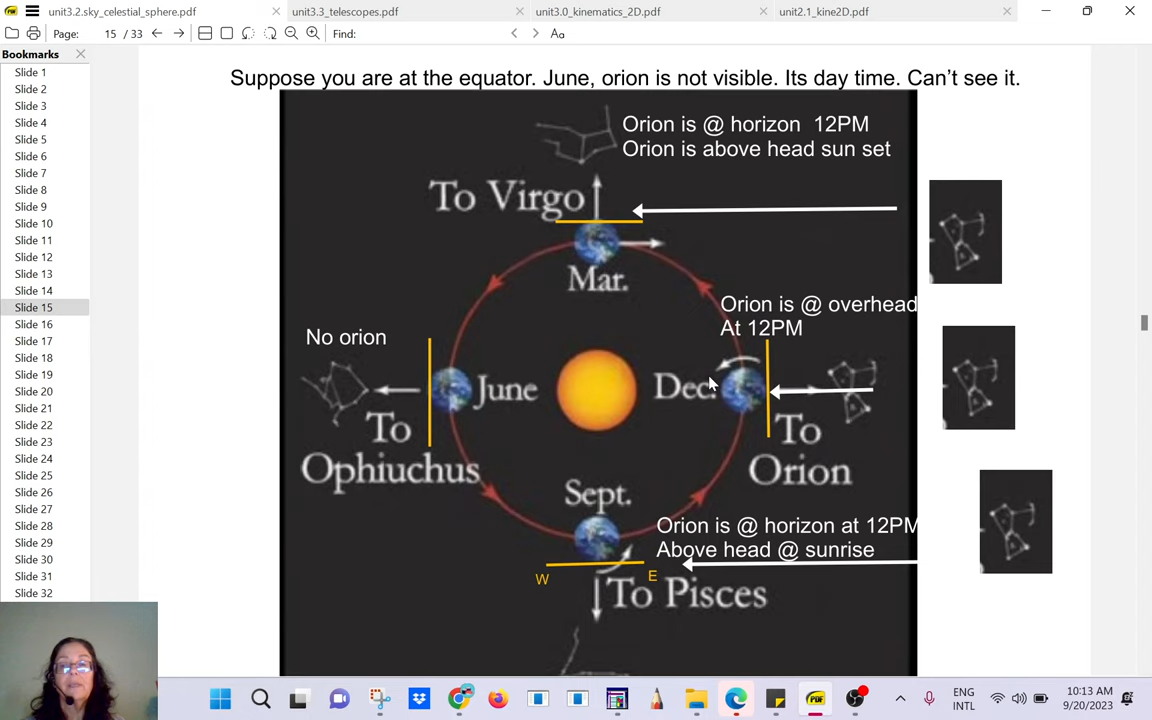 unit3.2.sky_celestial_sphere.pdf
unit3.3_telescopes.pdf
unit3.0_kinematics_2D.pdf
unit2.1_kine2D.pdf
Page: 15 / 33
Find:
Aa
Bookmarks
Slide 1
Slide 2
Slide 3
Slide 4
Slide 5
Slide 6
Slide 7
Slide 8
Slide 9
Slide 10
Slide 11
Slide 12
Slide 13
Slide 14
Slide 15
Slide 16
Slide 17
Slide 18
Slide 19
Slide 20
Slide 21
Slide 22
Slide 23
Slide 24
Slide 25
Slide 26
Slide 27
Slide 28
Slide 29
Slide 30
Slide 31
Slide 32
Suppose you are at the equator. June, orion is not visible. Its day time. Can't see it.
Orion is @ horizon 12PM
Orion is above head sun set
To Virgo
Mar.
Orion is @ overhead
At 12PM
No orion
June
Dec.
To
Ophiuchus
To
Orion
Sept.
Orion is @ horizon at 12PM
Above head @ sunrise
W
E
To Pisces
ENG
INTL
10:13 AM
9/20/2023